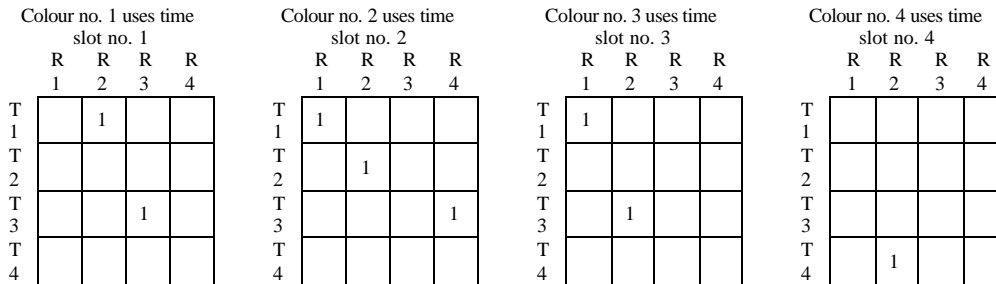 Colour no. 1 uses time
slot no. 1
R R R R
1 2 3 4
T
1
1
T
2
T
3
1
T
4
Colour no. 2 uses time
slot no. 2
R R R R
1 2 3 4
T
1
1
T
2
1
T
3
1
T
4
Colour no. 3 uses time
slot no. 3
R R R R
1 2 3 4
T
1
1
T
2
T
3
1
T
4
Colour no. 4 uses time
slot no. 4
R R R R
1 2 3 4
T
1
T
2
T
3
T
4
1